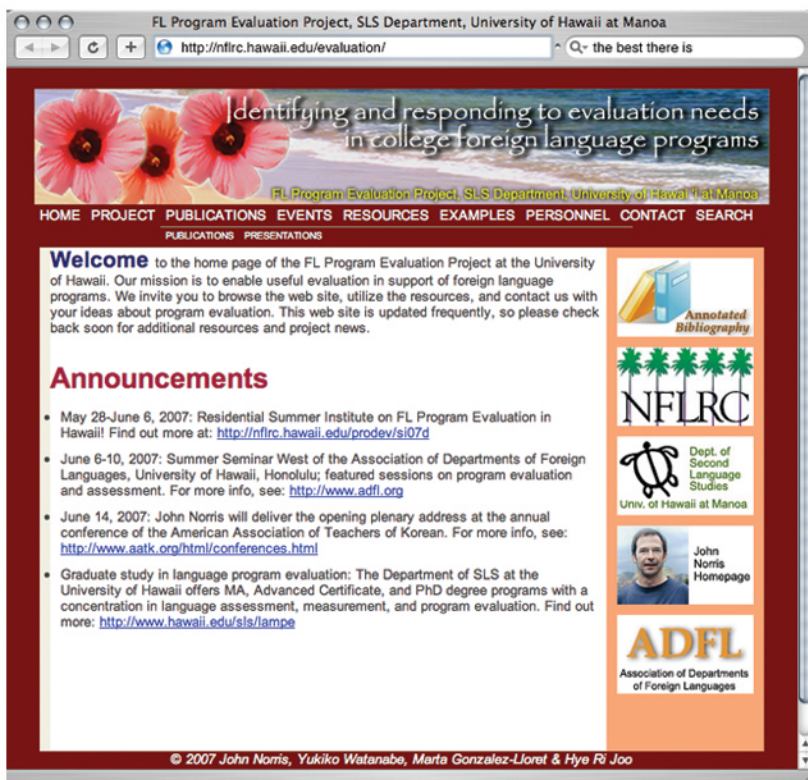 FL Program Evaluation Project, SLS Department, University of Hawaii at Manoa
http://nflrc.hawaii.edu/evaluation/
the best there is
Identifying and responding to evaluation needs
in college foreign language programs
FL Program Evaluation Project, SLS Department, University of Hawai'i at Manoa
HOME PROJECT PUBLICATIONS EVENTS RESOURCES EXAMPLES PERSONNEL CONTACT SEARCH
PUBLICATIONS PRESENTATIONS
Welcome to the home page of the FL Program Evaluation Project at the University
of Hawaii. Our mission is to enable useful evaluation in support of foreign language
programs. We invite you to browse the web site, utilize the resources, and contact us with
your ideas about program evaluation. This web site is updated frequently, so please check
back soon for additional resources and project news.
Announcements
• May 28-June 6, 2007: Residential Summer Institute on FL Program Evaluation in
Hawaii! Find out more at: http://nflrc.hawaii.edu/prodev/si07d
• June 6-10, 2007: Summer Seminar West of the Association of Departments of Foreign
Languages, University of Hawaii, Honolulu; featured sessions on program evaluation
and assessment. For more info, see: http://www.adfl.org
• June 14, 2007: John Norris will deliver the opening plenary address at the annual
conference of the American Association of Teachers of Korean. For more info, see:
http://www.aatk.org/html/conferences.html
• Graduate study in language program evaluation: The Department of SLS at the
University of Hawaii offers MA, Advanced Certificate, and PhD degree programs with a
concentration in language assessment, measurement, and program evaluation. Find out
more: http://www.hawaii.edu/sls/lampe
Annotated
Bibliography
NFLRC
Dept. of
Second
Language
Studies
Univ. of Hawaii at Manoa
John
Norris
Homepage
ADFL
Association of Departments
of Foreign Languages
© 2007 John Norris, Yukiko Watanabe, Marta Gonzalez-Lloret & Hye Ri Joo